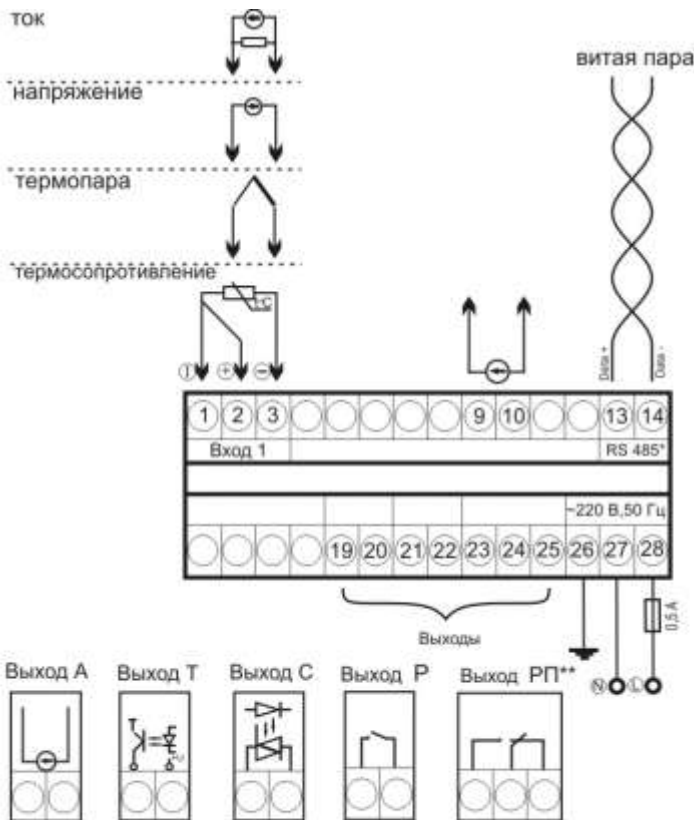 ток
витая пара
напряжение
термопара
термосопротивление
t°C
I + −
Data + Data -
1 2 3 9 10 13 14
Вход 1 RS 485*
~220 В,50 Гц
19 20 21 22 23 24 25 26 27 28
Выходы
0,5 А
N L
Выход А Выход Т Выход С Выход Р Выход РП**